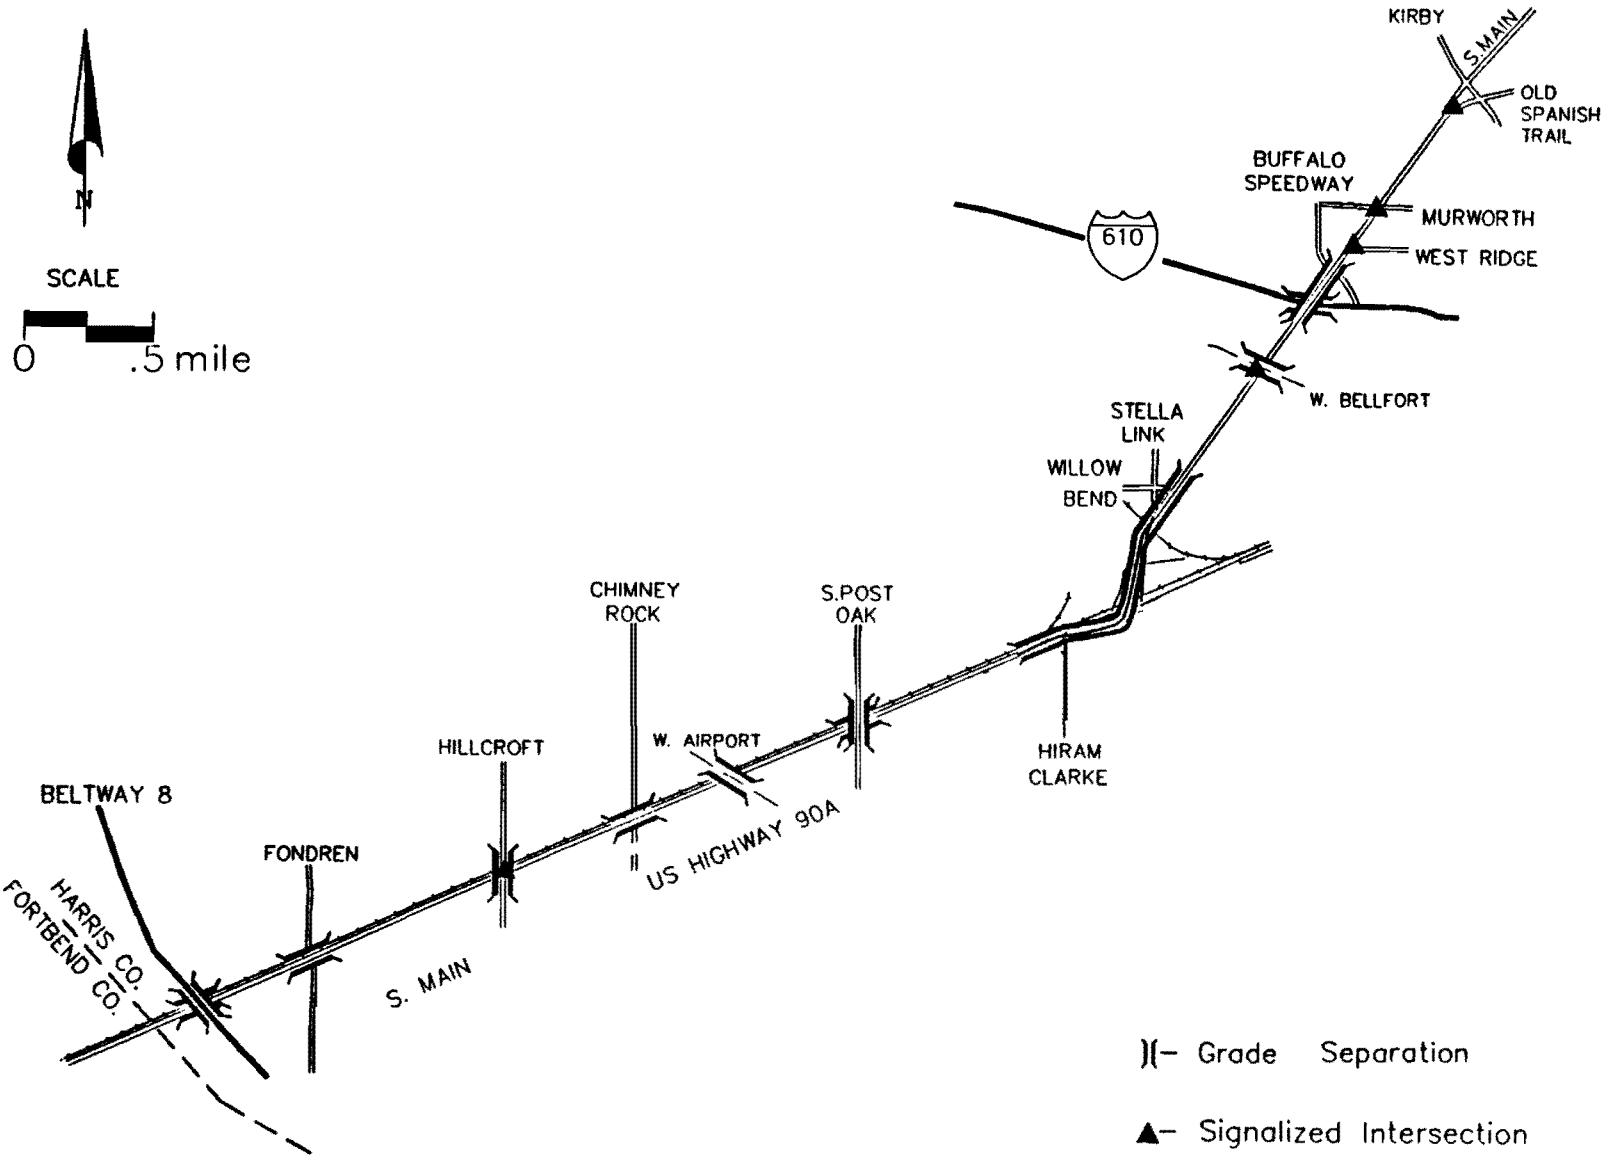 KIRBY
S. MAIN
OLD
SPANISH
TRAIL
BUFFALO
SPEEDWAY
MURWORTH
WEST RIDGE
610
N
SCALE
0 .5 mile
W. BELLFORT
STELLA
LINK
WILLOW
BEND
CHIMNEY
ROCK
S.POST
OAK
HILLCROFT
W. AIRPORT
HIRAM
CLARKE
BELTWAY 8
US HIGHWAY 90A
FONDREN
HARRIS CO.
FORTBEND CO.
S. MAIN
)(- Grade Separation
▲- Signalized Intersection